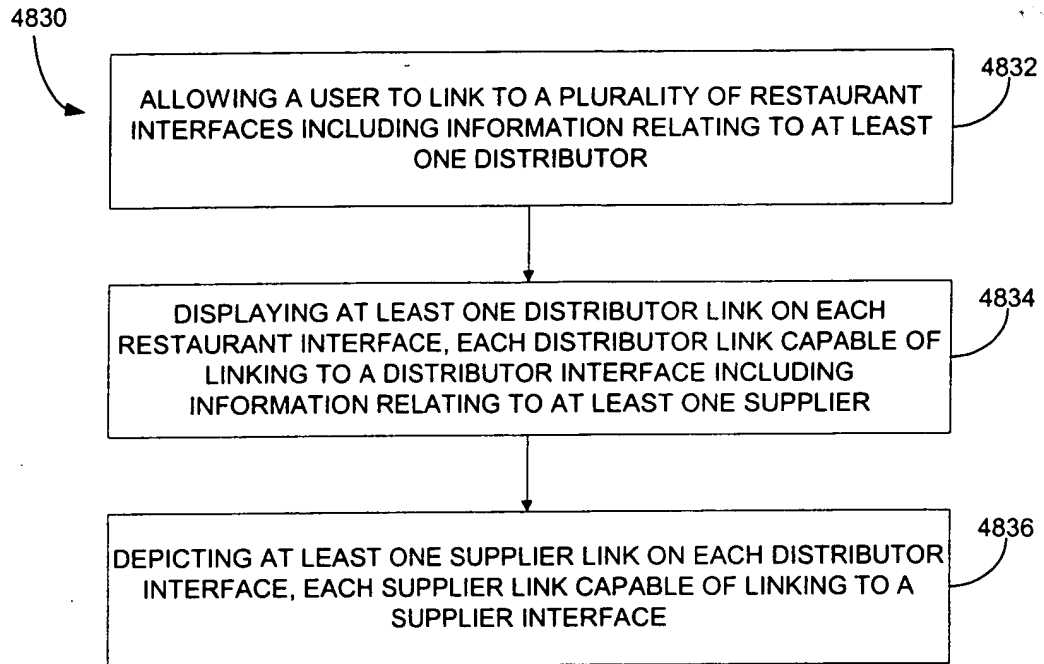 4830
4832
ALLOWING A USER TO LINK TO A PLURALITY OF RESTAURANT
INTERFACES INCLUDING INFORMATION RELATING TO AT LEAST
ONE DISTRIBUTOR
4834
DISPLAYING AT LEAST ONE DISTRIBUTOR LINK ON EACH
RESTAURANT INTERFACE, EACH DISTRIBUTOR LINK CAPABLE OF
LINKING TO A DISTRIBUTOR INTERFACE INCLUDING
INFORMATION RELATING TO AT LEAST ONE SUPPLIER
4836
DEPICTING AT LEAST ONE SUPPLIER LINK ON EACH DISTRIBUTOR
INTERFACE, EACH SUPPLIER LINK CAPABLE OF LINKING TO A
SUPPLIER INTERFACE